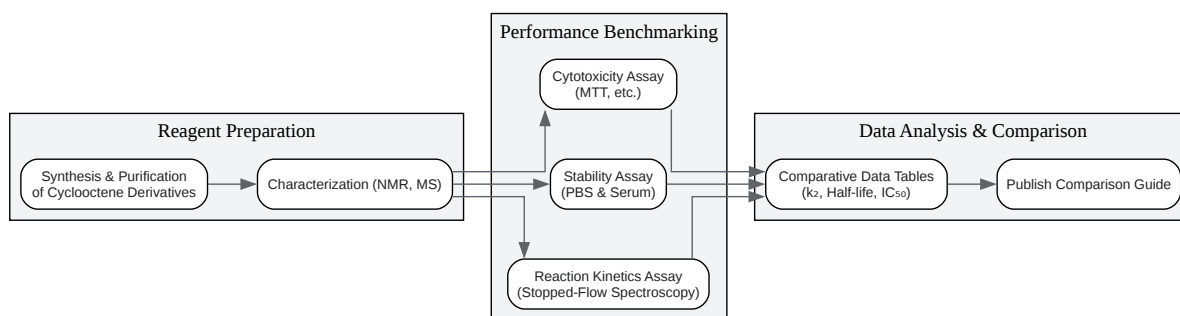 Reagent Preparation
Synthesis & Purification
of Cyclooctene Derivatives
Characterization (NMR, MS)
Performance Benchmarking
Cytotoxicity Assay
(MTT, etc.)
Stability Assay
(PBS & Serum)
Reaction Kinetics Assay
(Stopped-Flow Spectroscopy)
Data Analysis & Comparison
Comparative Data Tables
(k₂, Half-life, IC₅₀)
Publish Comparison Guide